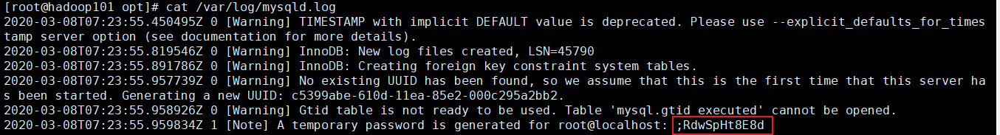 [root@hadoop101 opt]# cat /var/log/mysqld.log
2020-03-08T07:23:55.450495Z 0 [Warning] TIMESTAMP with implicit DEFAULT value is deprecated. Please use --explicit_defaults_for_times
tamp server option (see documentation for more details).
2020-03-08T07:23:55.819546Z 0 [Warning] InnoDB: New log files created, LSN=45790
2020-03-08T07:23:55.891786Z 0 [Warning] InnoDB: Creating foreign key constraint system tables.
2020-03-08T07:23:55.957739Z 0 [Warning] No existing UUID has been found, so we assume that this is the first time that this server ha
s been started. Generating a new UUID: c5399abe-610d-11ea-85e2-000c295a2bb2.
2020-03-08T07:23:55.958926Z 0 [Warning] Gtid table is not ready to be used. Table 'mysql.gtid_executed' cannot be opened.
2020-03-08T07:23:55.959834Z 1 [Note] A temporary password is generated for root@localhost: ;RdwSpHt8E8d